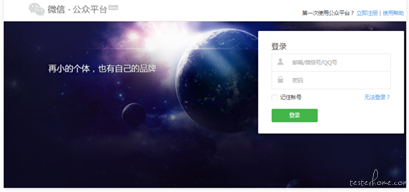 微信 · 公众平台
第一次使用公众平台？立即注册 | 使用帮助
再小的个体，也有自己的品牌
登录
邮箱/微信号/QQ号
密码
记住帐号
无法登录？
登录
testerhome.com